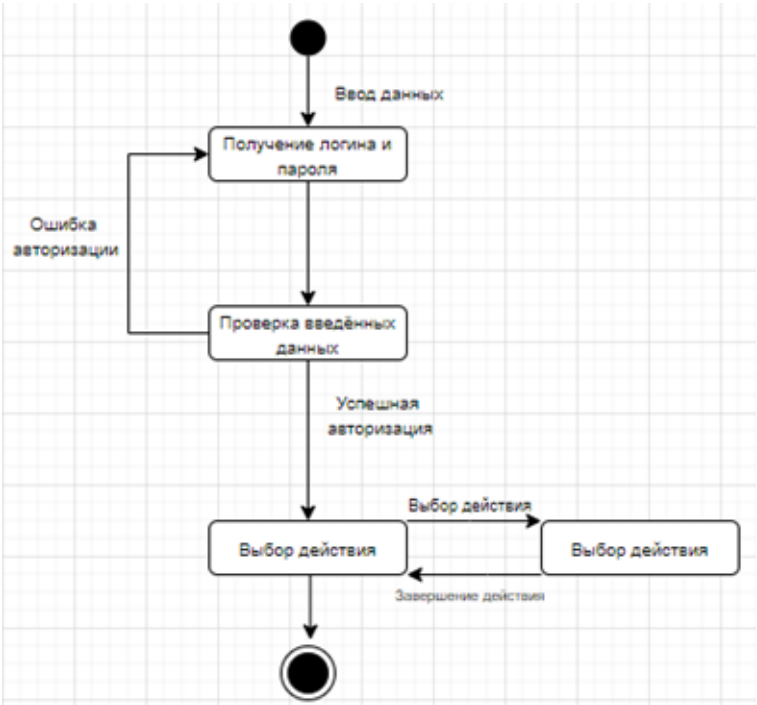 Ввод данных
Получение логина и
пароля
Ошибка
авторизации
Проверка введённых
данных
Успешная
авторизация
Выбор действия
Выбор действия
Выбор действия
Завершение действия